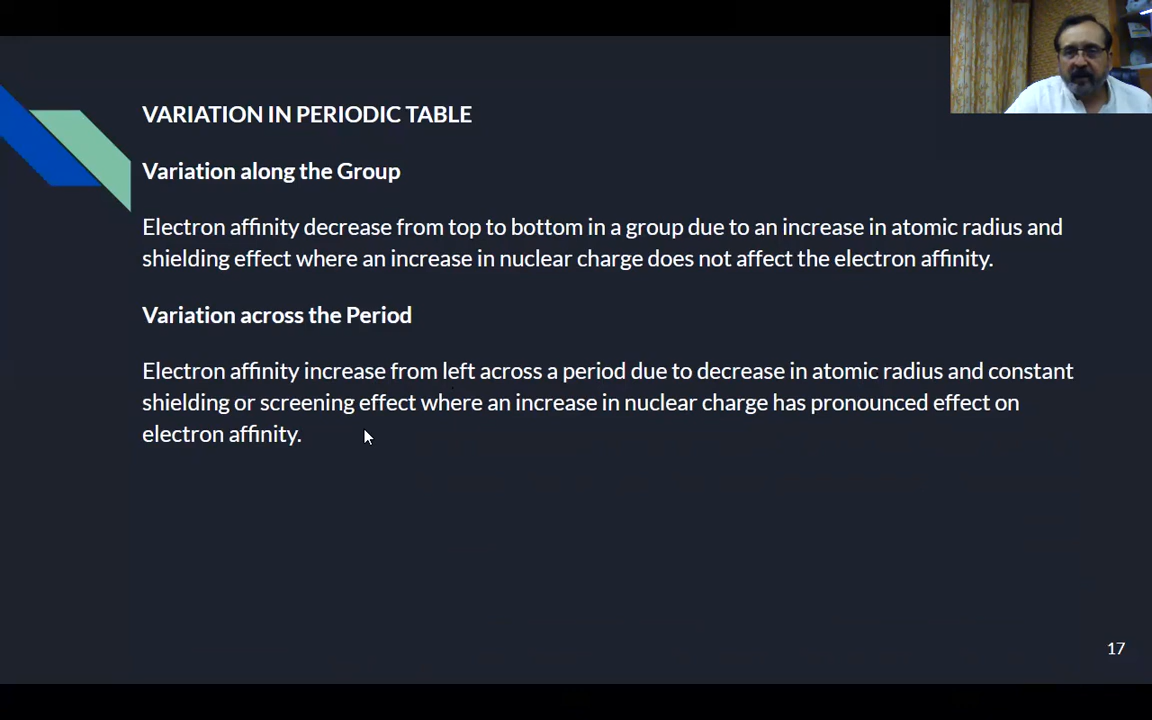 VARIATION IN PERIODIC TABLE
Variation along the Group
Electron affinity decrease from top to bottom in a group due to an increase in atomic radius and
shielding effect where an increase in nuclear charge does not affect the electron affinity.
Variation across the Period
Electron affinity increase from left across a period due to decrease in atomic radius and constant
shielding or screening effect where an increase in nuclear charge has pronounced effect on
electron affinity.
17